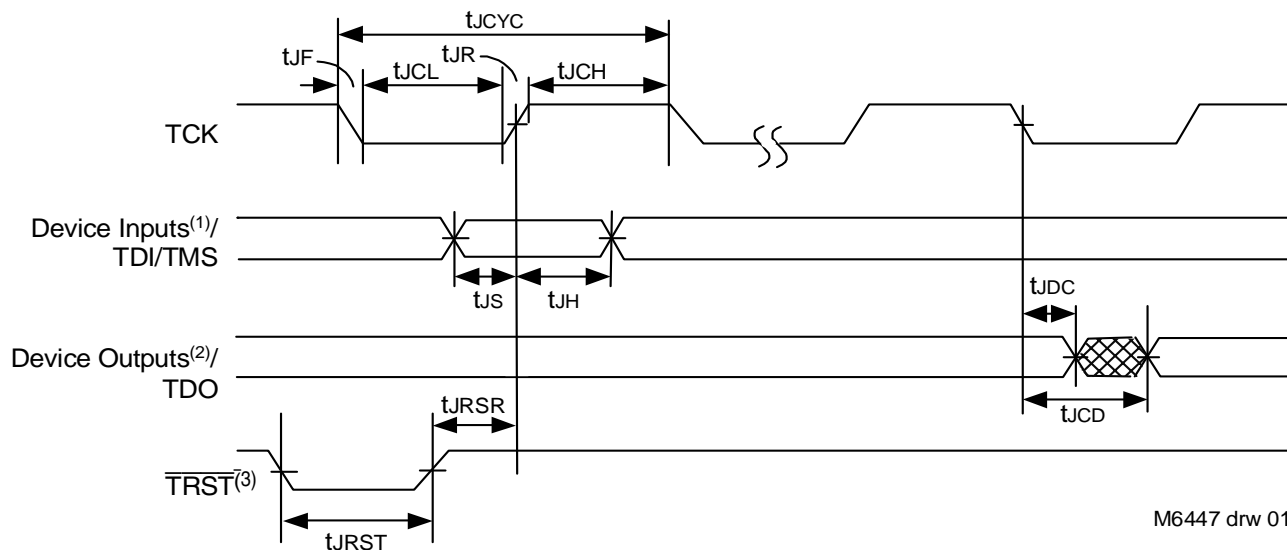 tJCYC
tJF
tJCL
tJR
tJCH
TCK
Device Inputs(1)/
TDI/TMS
tJS
tJH
tJDC
Device Outputs(2)/
TDO
tJCD
tJRSR
TRST(3)
tJRST
M6447 drw 01